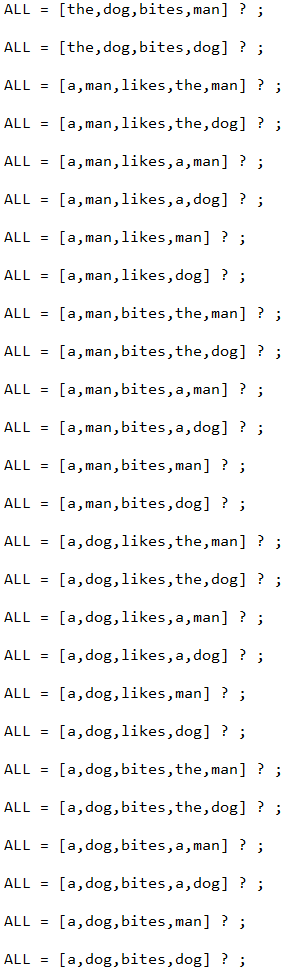 ALL = [the,dog,bites,man] ? ;
ALL = [the,dog,bites,dog] ? ;
ALL = [a,man,likes,the,man] ? ;
ALL = [a,man,likes,the,dog] ? ;
ALL = [a,man,likes,a,man] ? ;
ALL = [a,man,likes,a,dog] ? ;
ALL = [a,man,likes,man] ? ;
ALL = [a,man,likes,dog] ? ;
ALL = [a,man,bites,the,man] ? ;
ALL = [a,man,bites,the,dog] ? ;
ALL = [a,man,bites,a,man] ? ;
ALL = [a,man,bites,a,dog] ? ;
ALL = [a,man,bites,man] ? ;
ALL = [a,man,bites,dog] ? ;
ALL = [a,dog,likes,the,man] ? ;
ALL = [a,dog,likes,the,dog] ? ;
ALL = [a,dog,likes,a,man] ? ;
ALL = [a,dog,likes,a,dog] ? ;
ALL = [a,dog,likes,man] ? ;
ALL = [a,dog,likes,dog] ? ;
ALL = [a,dog,bites,the,man] ? ;
ALL = [a,dog,bites,the,dog] ? ;
ALL = [a,dog,bites,a,man] ? ;
ALL = [a,dog,bites,a,dog] ? ;
ALL = [a,dog,bites,man] ? ;
ALL = [a,dog,bites,dog] ? ;